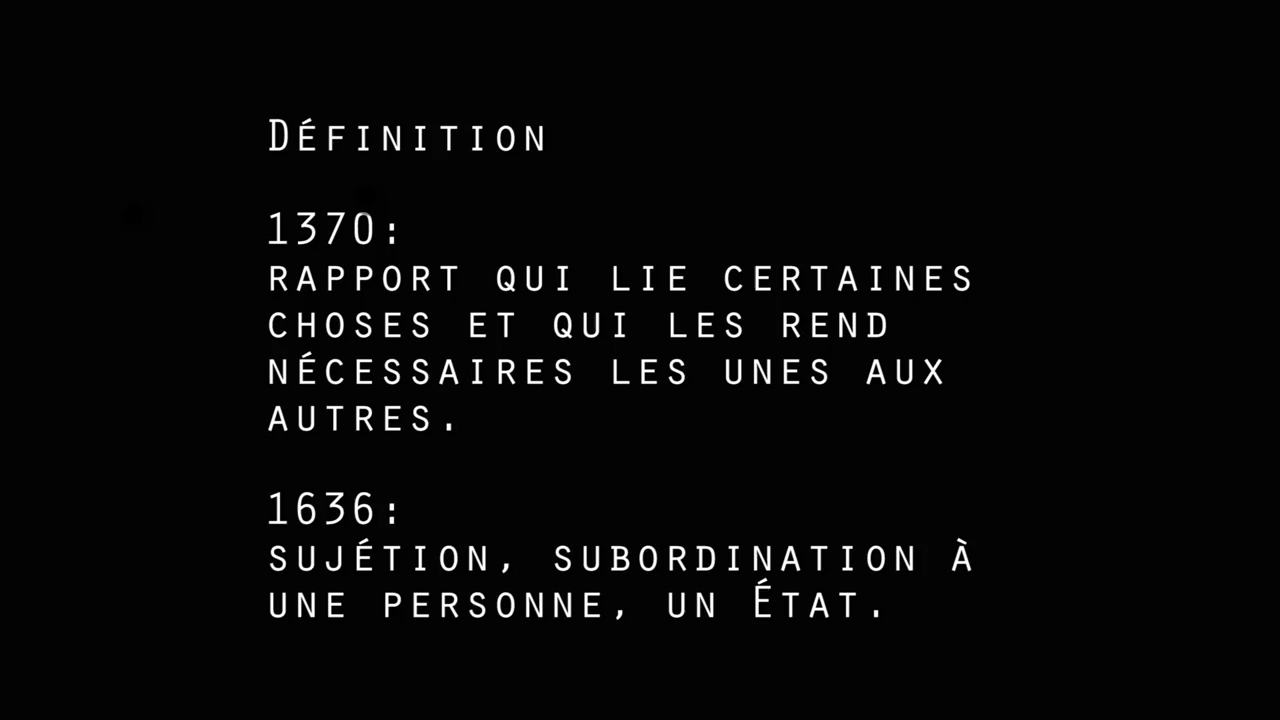 Définition
1370:
rapport qui lie certaines
choses et qui les rend
nécessaires les unes aux
autres.
1636:
sujétion, subordination à
une personne, un État.